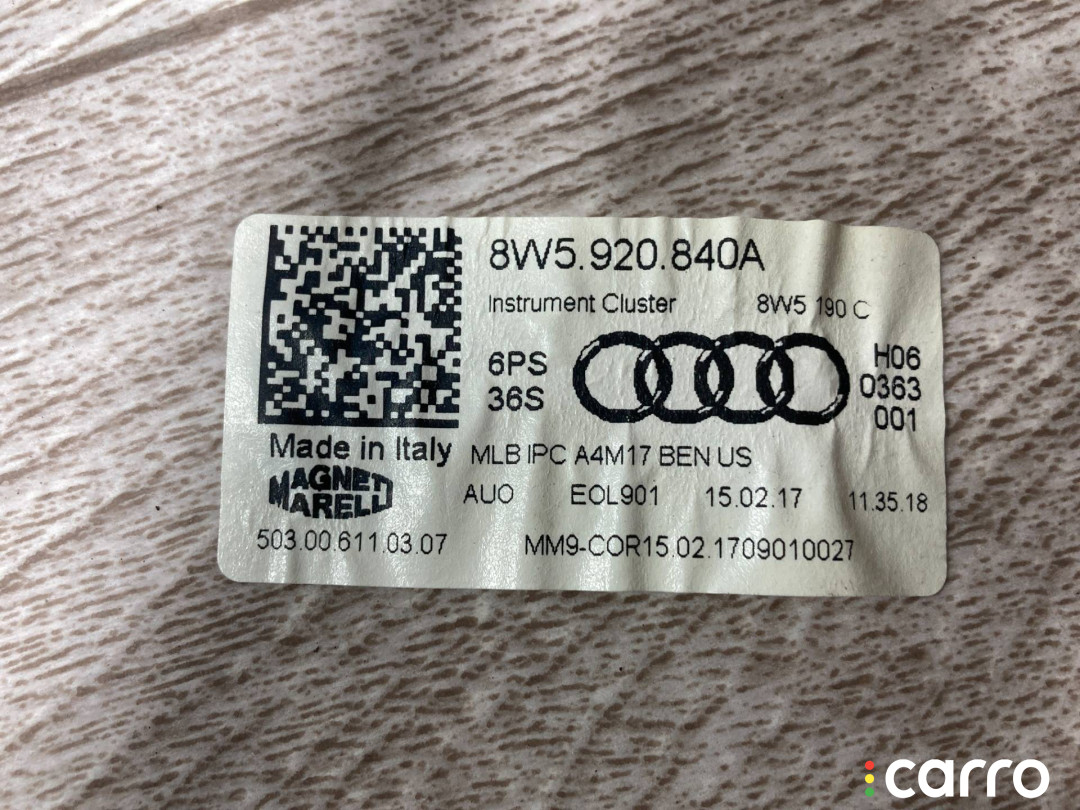 8W5.920.840A
Instrument Cluster 8W5 190 C
6PS
36S
H06
0363
001
Made in Italy
MAGNETI
MARELLI
MLB IPC A4M17 BEN US
AUO EOL901 15.02.17 11.35.18
503.00.611.03.07
MM9-COR15.02.1709010027
carro